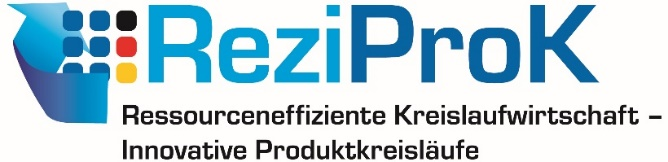 ReziProK
Ressourceneffiziente Kreislaufwirtschaft –
Innovative Produktkreisläufe